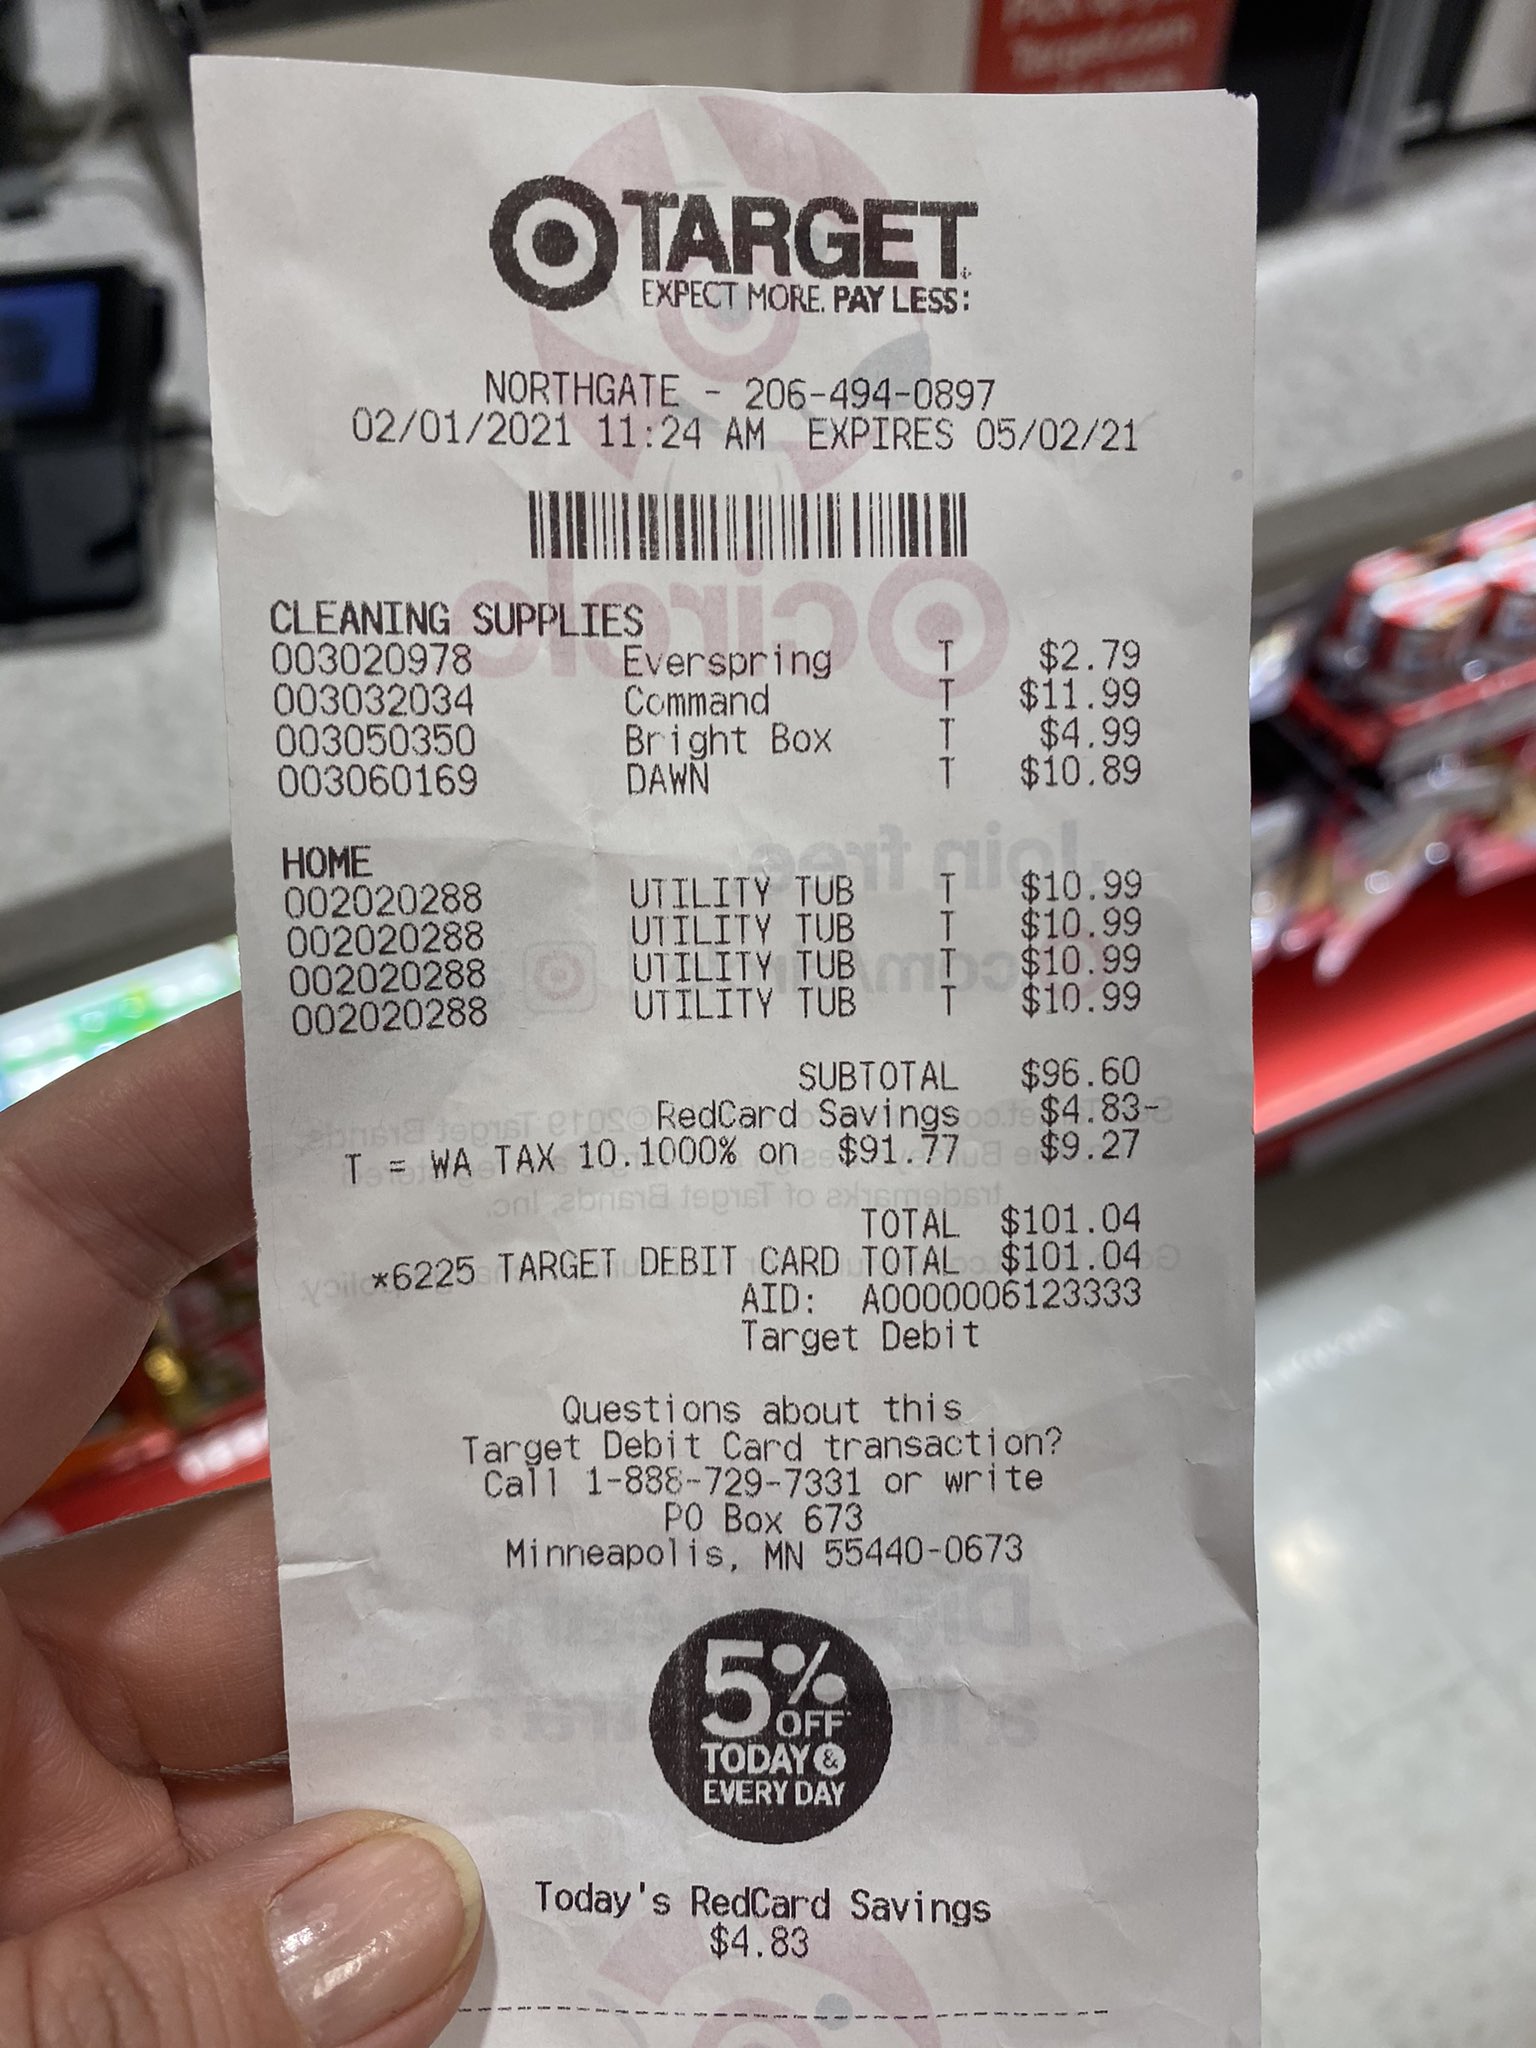 TARGET
EXPECT MORE. PAY LESS:
NORTHGATE - 206-494-0897
02/01/2021 11:24 AM EXPIRES 05/02/21
CLEANING SUPPLIES
003020978 Everspring T $2.79
003032034 Command T $11.99
003050350 Bright Box T $4.99
003060169 DAWN T $10.89
HOME
002020288 UTILITY TUB T $10.99
002020288 UTILITY TUB T $10.99
002020288 UTILITY TUB T $10.99
002020288 UTILITY TUB T $10.99
SUBTOTAL $96.60
RedCard Savings $4.83-
T = WA TAX 10.1000% on $91.77 $9.27
TOTAL $101.04
*6225 TARGET DEBIT CARD TOTAL $101.04
AID: A0000006123333
Target Debit
Questions about this
Target Debit Card transaction?
Call 1-888-729-7331 or write
PO Box 673
Minneapolis, MN 55440-0673
5% OFF
TODAY &
EVERY DAY
Today's RedCard Savings
$4.83